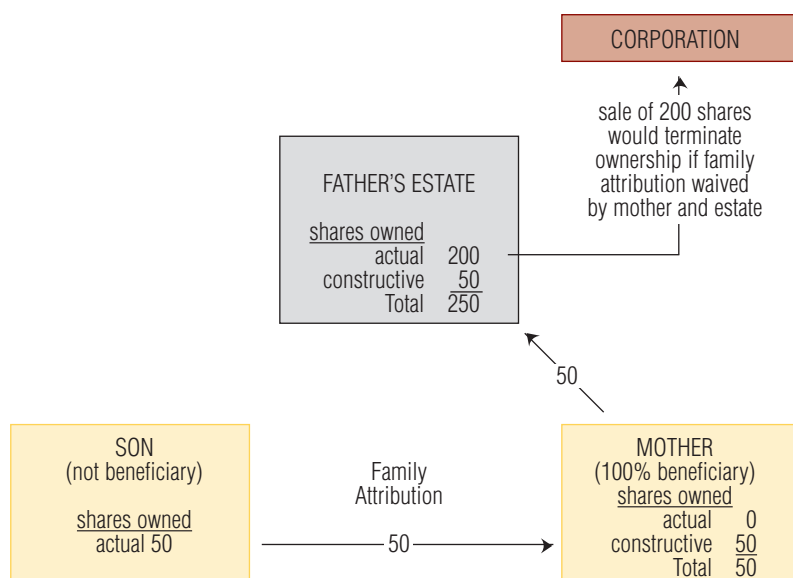 CORPORATION
sale of 200 shares
would terminate
ownership if family
attribution waived
by mother and estate
FATHER'S ESTATE
shares owned
actual 200
constructive 50
Total 250
50
SON
(not beneficiary)
shares owned
actual 50
Family
Attribution
50
MOTHER
(100% beneficiary)
shares owned
actual 0
constructive 50
Total 50